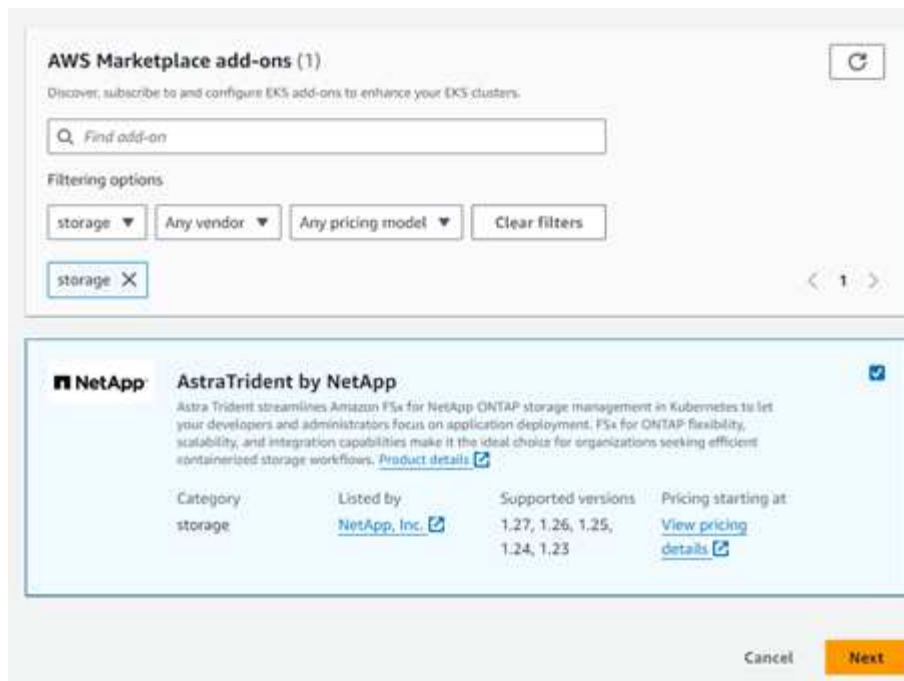 AWS Marketplace add-ons (1)
Discover, subscribe to and configure EKS add-ons to enhance your EKS clusters.
Find add-on
Filtering options
storage Any vendor Any pricing model Clear filters
storage 1
NetApp
AstraTrident by NetApp
Astra Trident streamlines Amazon FSx for NetApp ONTAP storage management in Kubernetes to let
your developers and administrators focus on application deployment. FSx for ONTAP flexibility,
scalability, and integration capabilities make it the ideal choice for organizations seeking efficient
containerized storage workflows. Product details
Category Listed by Supported versions Pricing starting at
storage NetApp, Inc. 1.27, 1.26, 1.25, View pricing
1.24, 1.23 details
Cancel Next